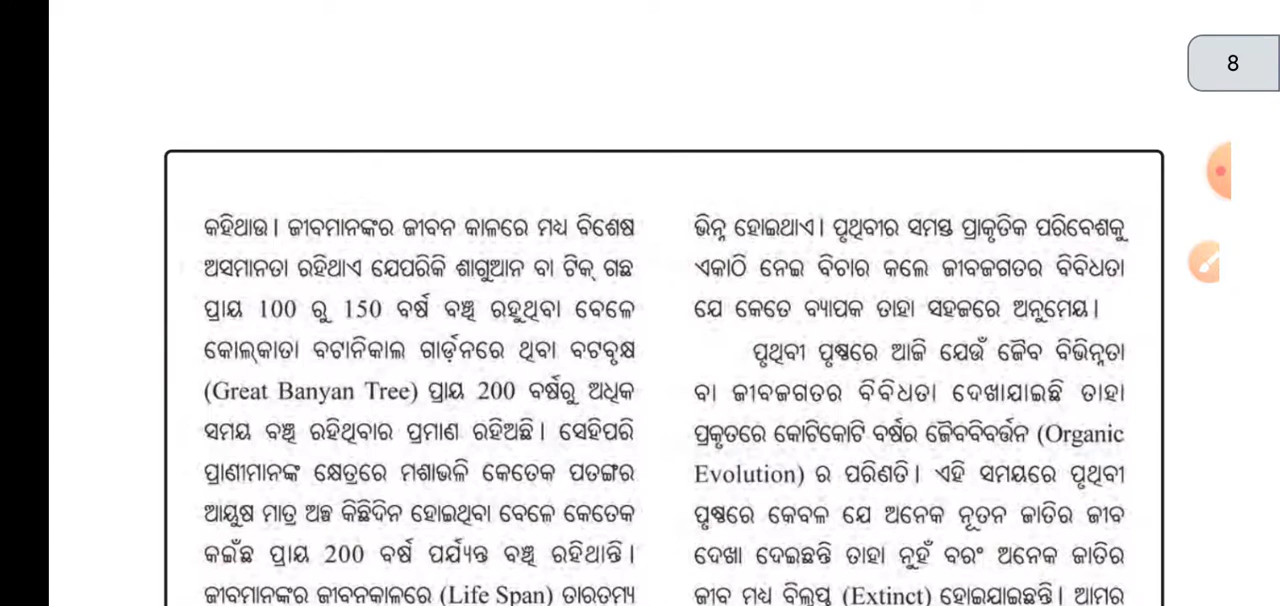 8
କହିଥାଉ। ଜୀବମାନଙ୍କର ଜୀବନ କାଳରେ ମଧ୍ୟ ବିଶେଷ
ଅସମାନତା ରହିଥାଏ ଯେପରିକି ଶାଗୁଆନ ବା ଟିକ୍ ଗଛ
ପ୍ରାୟ 100 ରୁ 150 ବର୍ଷ ବଞ୍ଚି ରହୁଥିବା ବେଳେ
କୋଲ୍‌କାତା ବଟାନିକାଲ ଗାର୍ଡ଼ନରେ ଥିବା ବଟବୃକ୍ଷ
(Great Banyan Tree) ପ୍ରାୟ 200 ବର୍ଷରୁ ଅଧିକ
ସମୟ ବଞ୍ଚି ରହିଥିବାର ପ୍ରମାଣ ରହିଅଛି। ସେହିପରି
ପ୍ରାଣୀମାନଙ୍କ କ୍ଷେତ୍ରରେ ମଶାଭଳି କେତେକ ପତଙ୍ଗର
ଆୟୁଷ ମାତ୍ର ଅଳ୍ପ କିଛିଦିନ ହୋଇଥିବା ବେଳେ କେତେକ
କଇଁଛ ପ୍ରାୟ 200 ବର୍ଷ ପର୍ଯ୍ୟନ୍ତ ବଞ୍ଚି ରହିଥାନ୍ତି।
ଜୀବମାନଙ୍କର ଜୀବନକାଳରେ (Life Span) ତାରତମ୍ୟ
ଭିନ୍ନ ହୋଇଥାଏ। ପୃଥିବୀର ସମସ୍ତ ପ୍ରାକୃତିକ ପରିବେଶକୁ
ଏକାଠି ନେଇ ବିଚାର କଲେ ଜୀବଜଗତର ବିବିଧତା
ଯେ କେତେ ବ୍ୟାପକ ତାହା ସହଜରେ ଅନୁମେୟ।
ପୃଥିବୀ ପୃଷ୍ଠରେ ଆଜି ଯେଉଁ ଜୈବ ବିଭିନ୍ନତା
ବା ଜୀବଜଗତର ବିବିଧତା ଦେଖାଯାଇଛି ତାହା
ପ୍ରକୃତରେ କୋଟିକୋଟି ବର୍ଷର ଜୈବବିବର୍ତ୍ତନ (Organic
Evolution) ର ପରିଣତି। ଏହି ସମୟରେ ପୃଥିବୀ
ପୃଷ୍ଠରେ କେବଳ ଯେ ଅନେକ ନୂତନ ଜାତିର ଜୀବ
ଦେଖା ଦେଇଛନ୍ତି ତାହା ନୁହଁ ବରଂ ଅନେକ ଜାତିର
ଜୀବ ମଧ୍ୟ ବିଲୁପ୍ତ (Extinct) ହୋଇଯାଇଛନ୍ତି। ଆମର